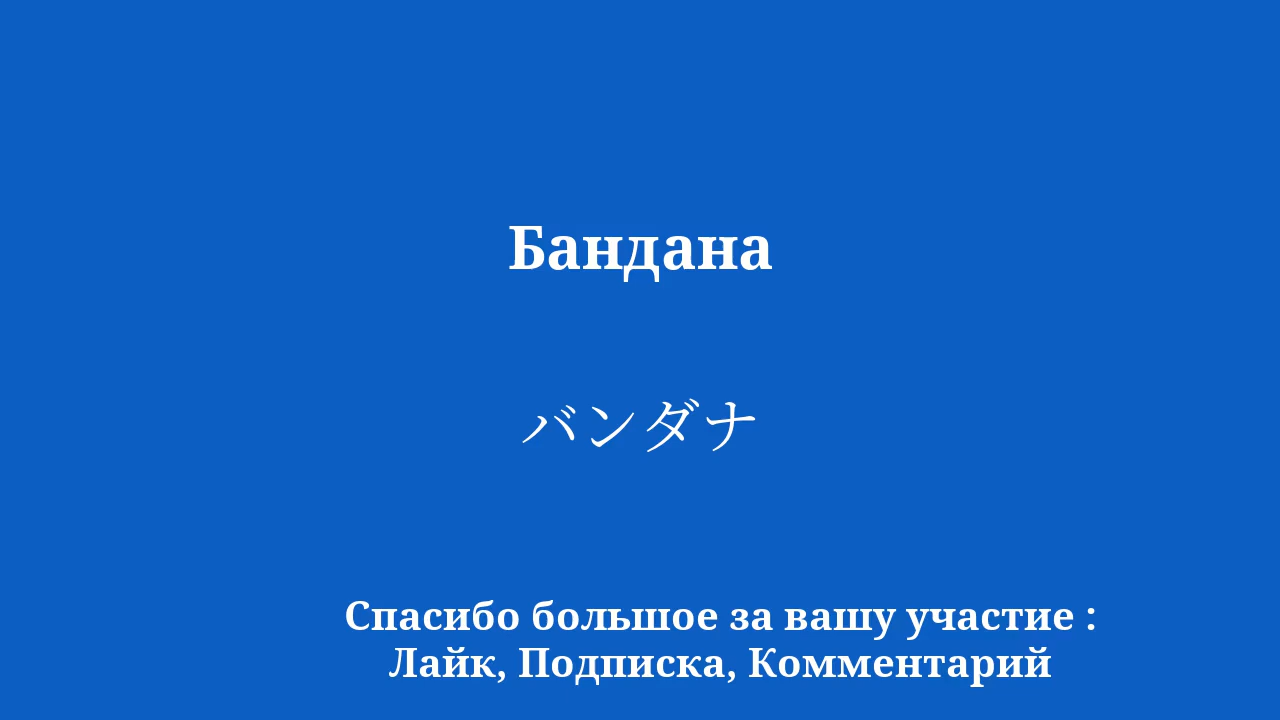 Бандана
バンダナ
Спасибо большое за вашу участие :
Лайк, Подписка, Комментарий